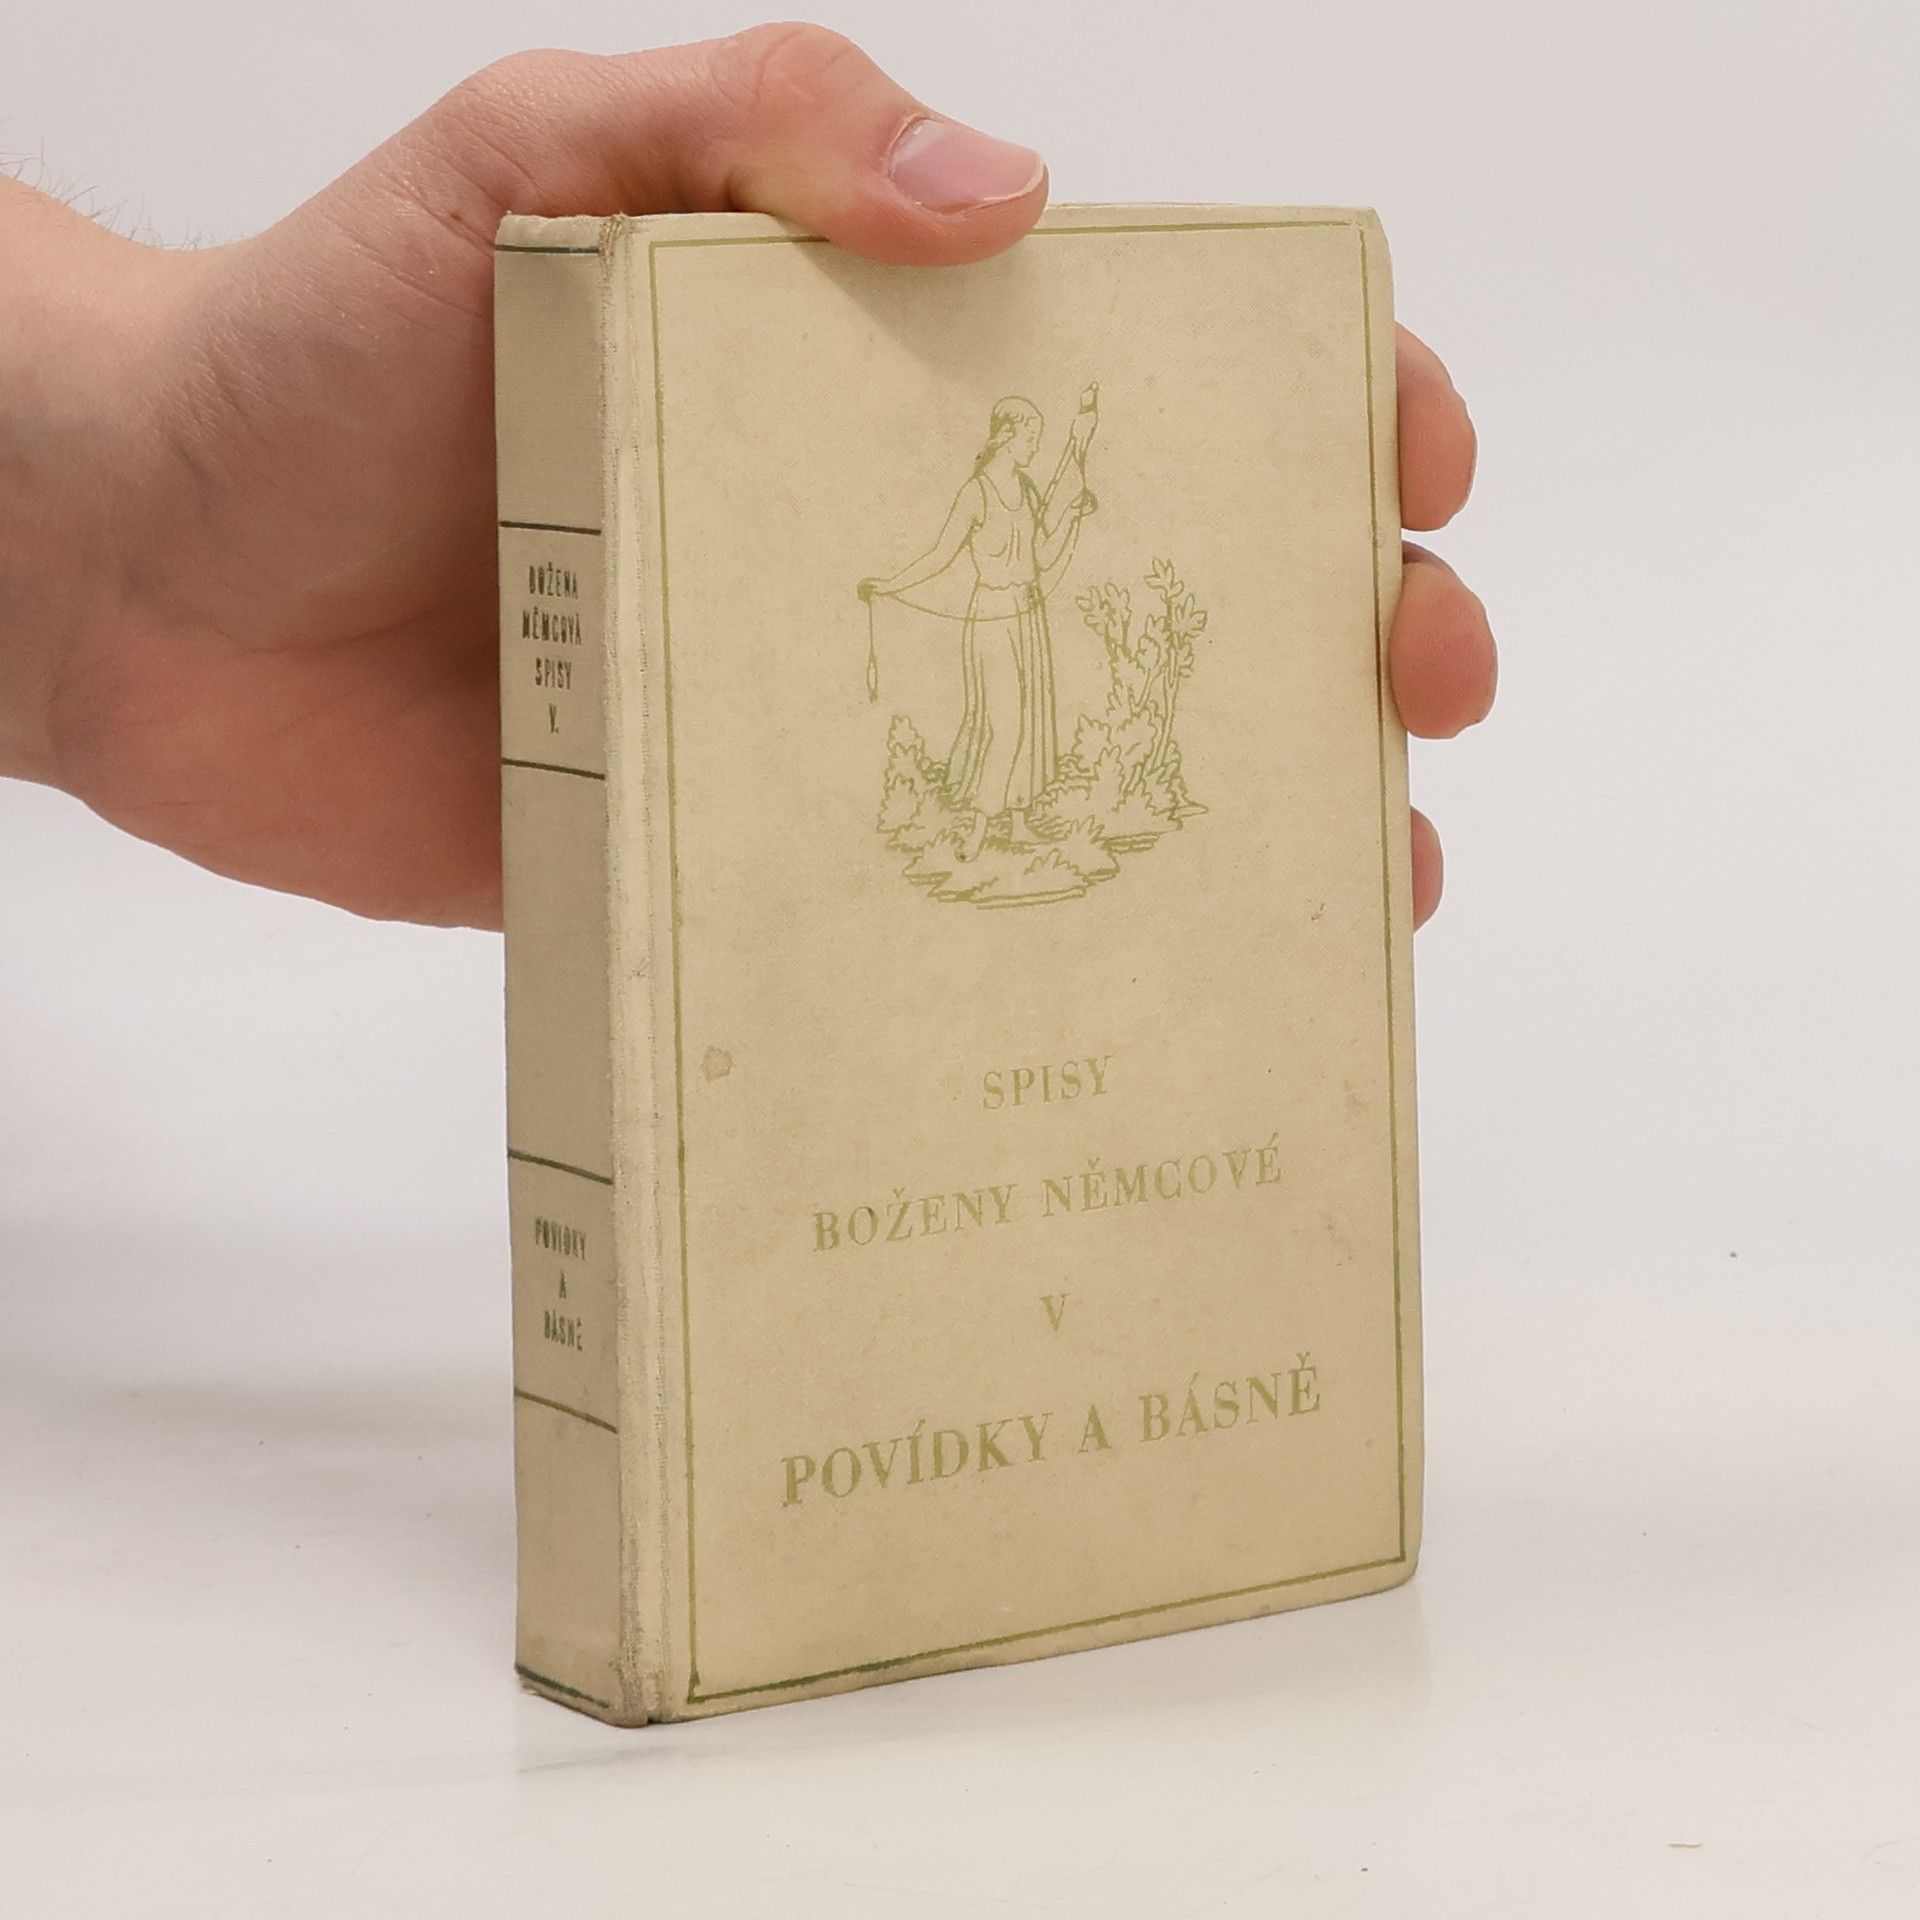 BOŽENA
NĚMCOVÁ
SPISY
V.
POVÍDKY
A
BÁSNĚ
SPISY
BOŽENY NĚMCOVÉ
V
POVÍDKY A BÁSNĚ